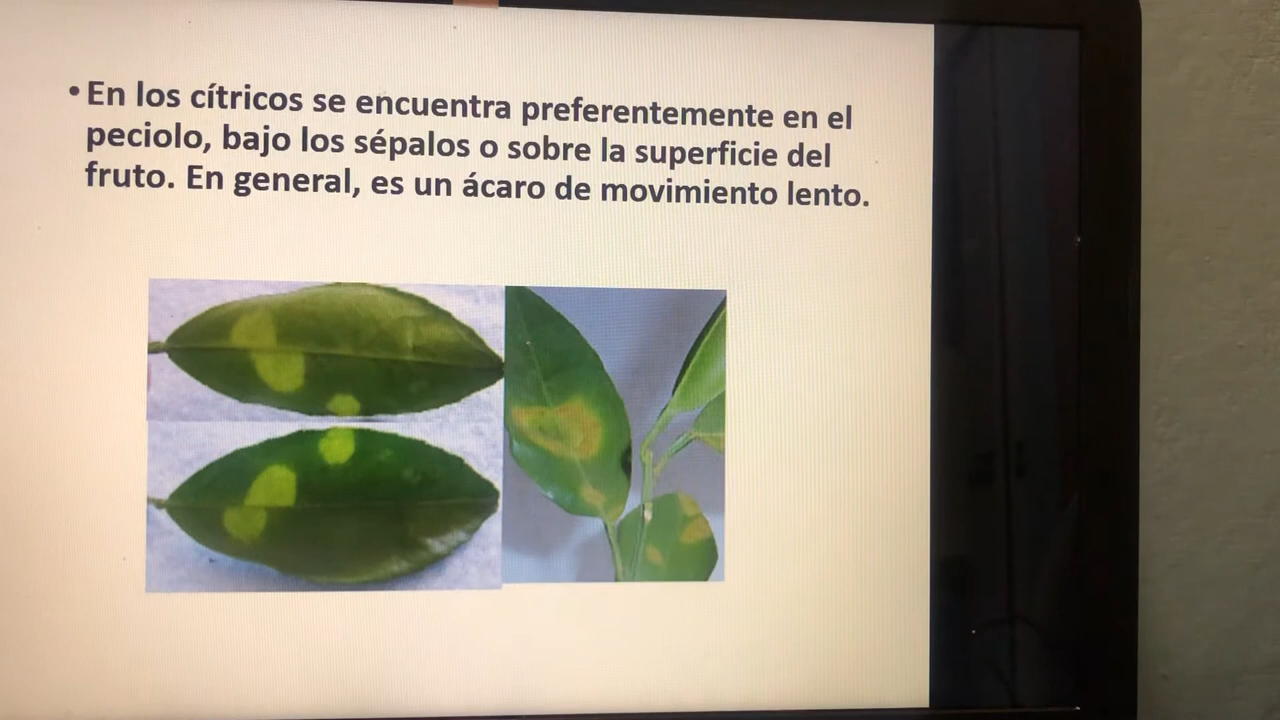 • En los cítricos se encuentra preferentemente en el
peciolo, bajo los sépalos o sobre la superficie del
fruto. En general, es un ácaro de movimiento lento.